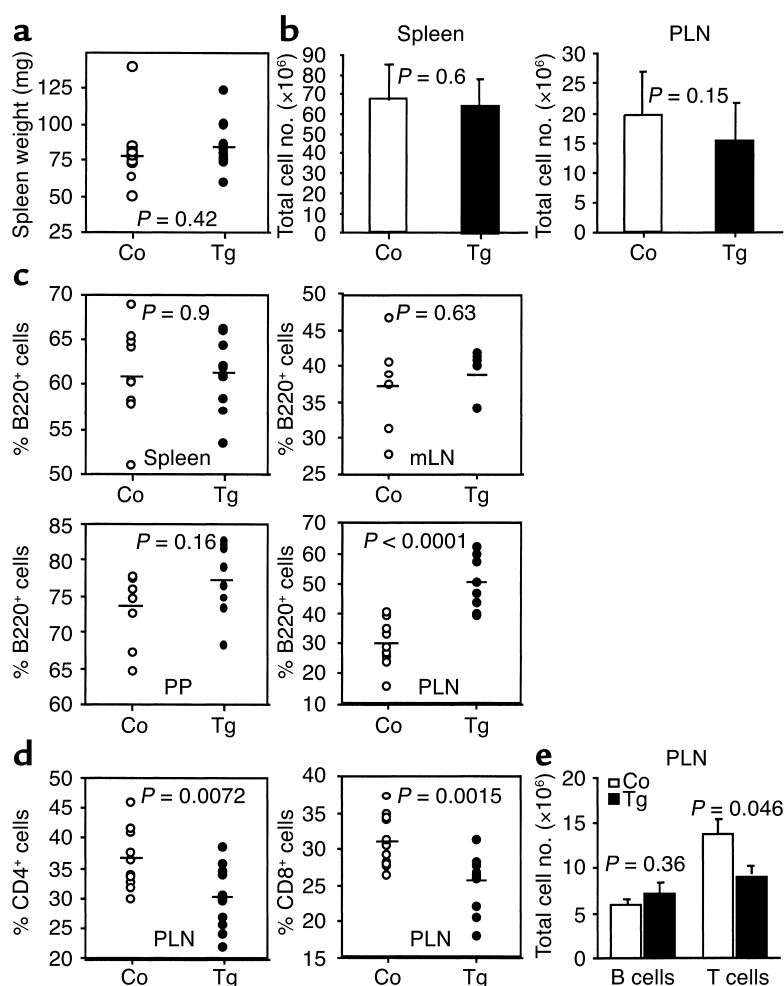 a
Spleen weight (mg)
125
100
75
50
25
P = 0.42
Co Tg
b
Spleen
Total cell no. (×10⁶)
90
80
70
60
50
40
30
20
10
0
P = 0.6
Co Tg
PLN
Total cell no. (×10⁶)
30
25
20
15
10
5
0
P = 0.15
Co Tg
c
% B220⁺ cells
70
65
60
55
50
P = 0.9
Spleen
Co Tg
% B220⁺ cells
50
45
40
35
30
25
P = 0.63
mLN
Co Tg
% B220⁺ cells
85
80
75
70
65
60
P = 0.16
PP
Co Tg
% B220⁺ cells
70
60
50
40
30
20
10
P < 0.0001
PLN
Co Tg
d
% CD4⁺ cells
50
45
40
35
30
25
20
P = 0.0072
PLN
Co Tg
% CD8⁺ cells
40
35
30
25
20
15
P = 0.0015
PLN
Co Tg
e
PLN
Total cell no. (×10⁶)
20
15
10
5
0
Co
Tg
P = 0.36
P = 0.046
B cells T cells